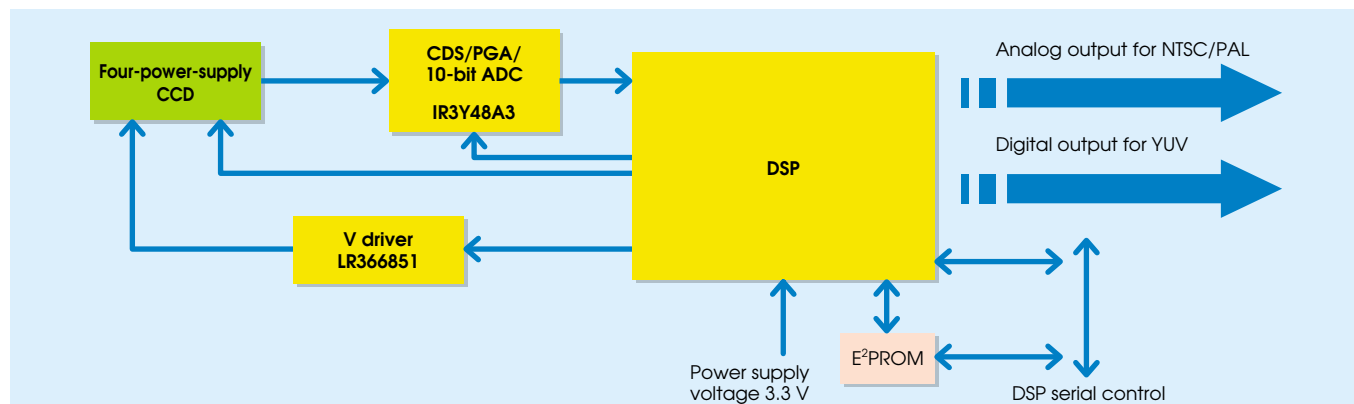 Four-power-supply
CCD
CDS/PGA/
10-bit ADC
IR3Y48A3
DSP
V driver
LR366851
Analog output for NTSC/PAL
Digital output for YUV
E²PROM
Power supply
voltage 3.3 V
DSP serial control